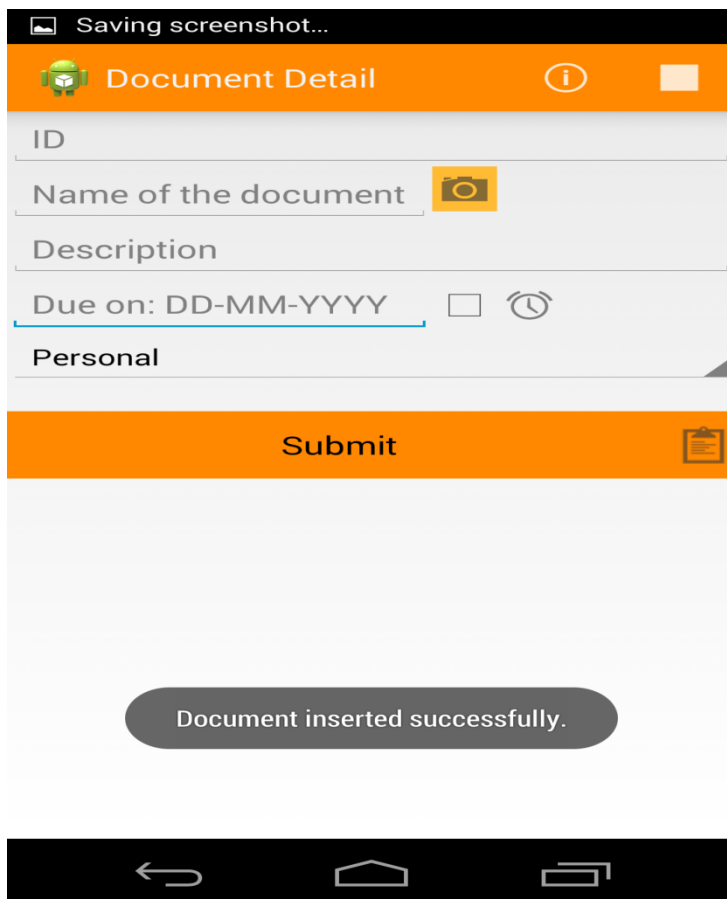 Saving screenshot...
Document Detail
ID
Name of the document
Description
Due on: DD-MM-YYYY
Personal
Submit
Document inserted successfully.